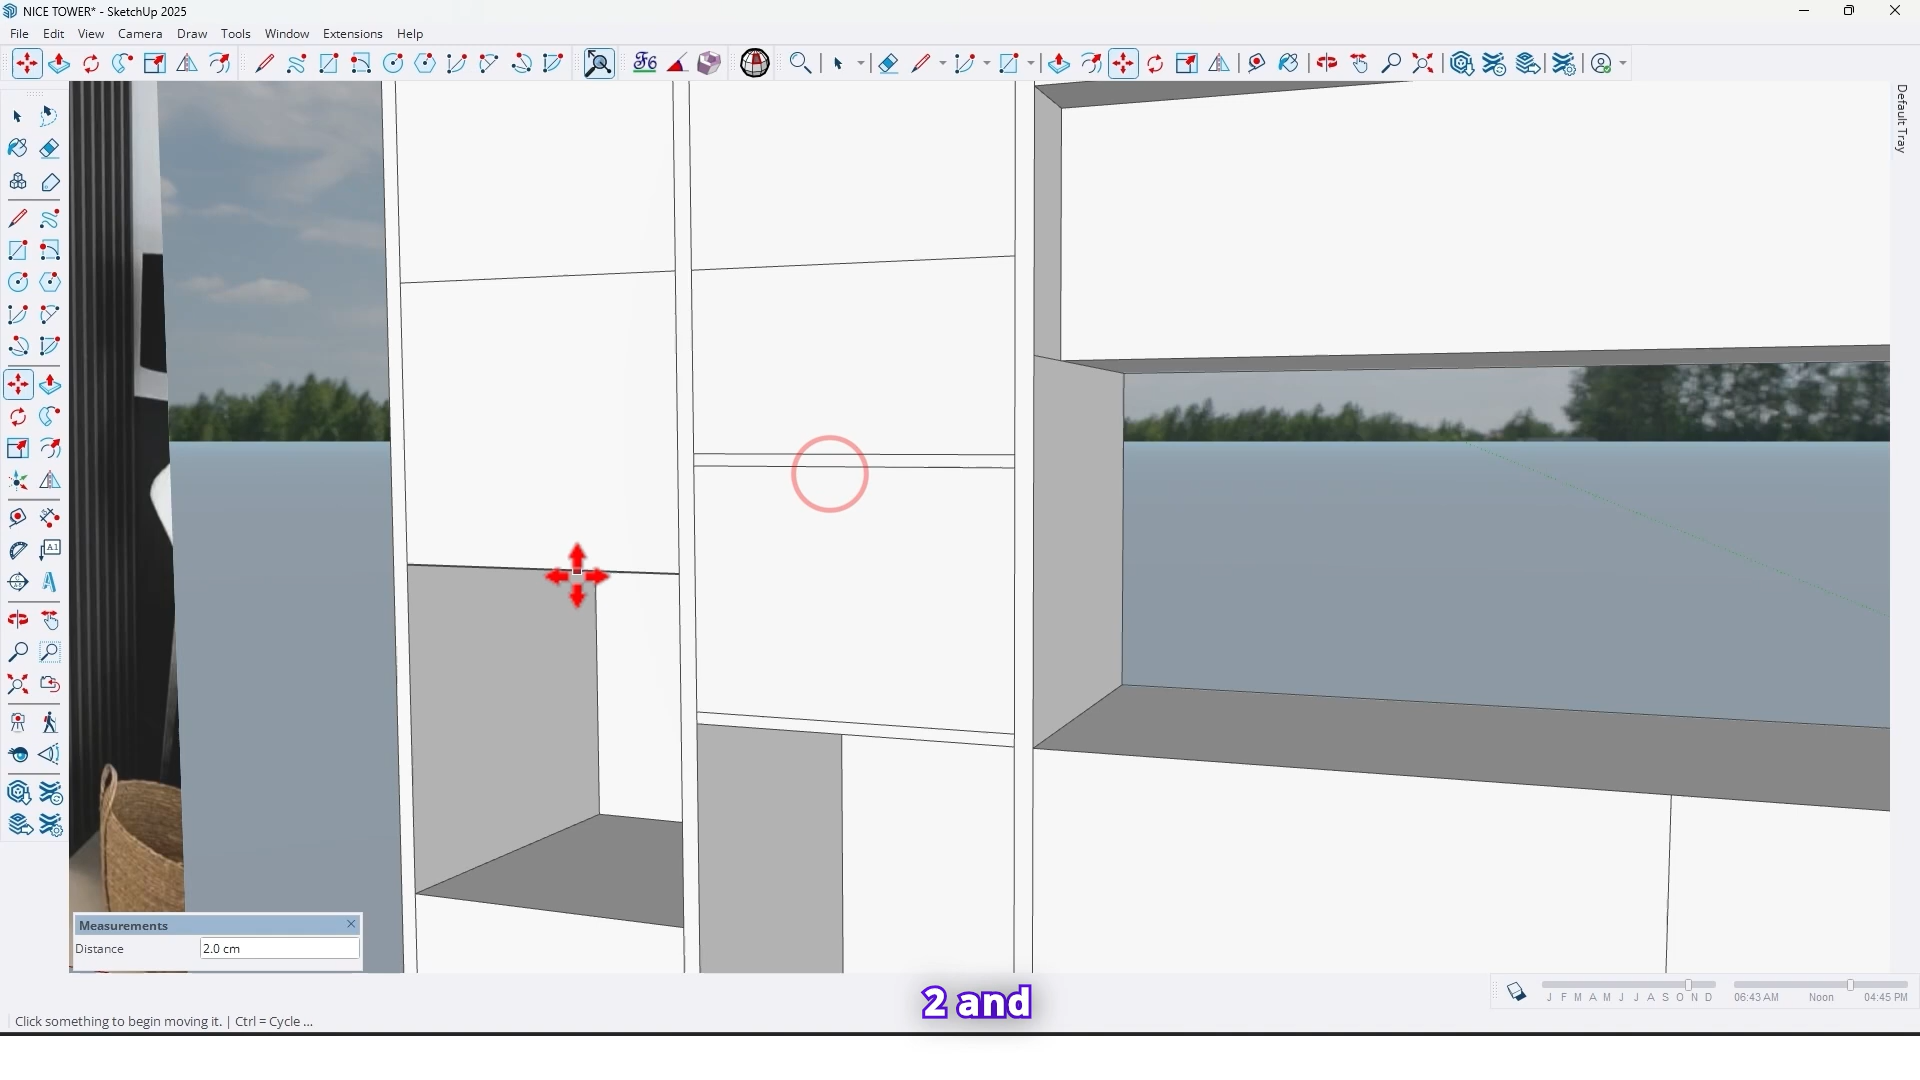 NICE TOWER* - SketchUp 2025
File Edit View Camera Draw Tools Window Extensions Help
Default Tray
A1
Measurements
Distance 2.0 cm
J F M A M J J A S O N D 06:43 AM Noon 04:45 PM
2 and
Click something to begin moving it. | Ctrl = Cycle ...